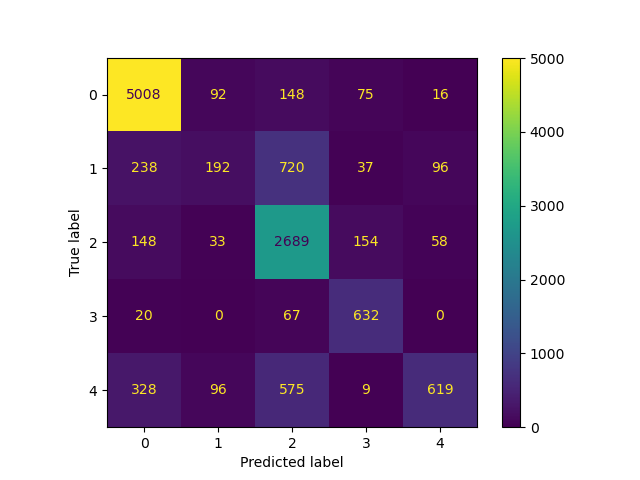 5000
0 5008 92 148 75 16
4000
1 238 192 720 37 96
3000
2 148 33 2689 154 58
2000
3 20 0 67 632 0
1000
4 328 96 575 9 619
0
0 1 2 3 4
Predicted label
True label